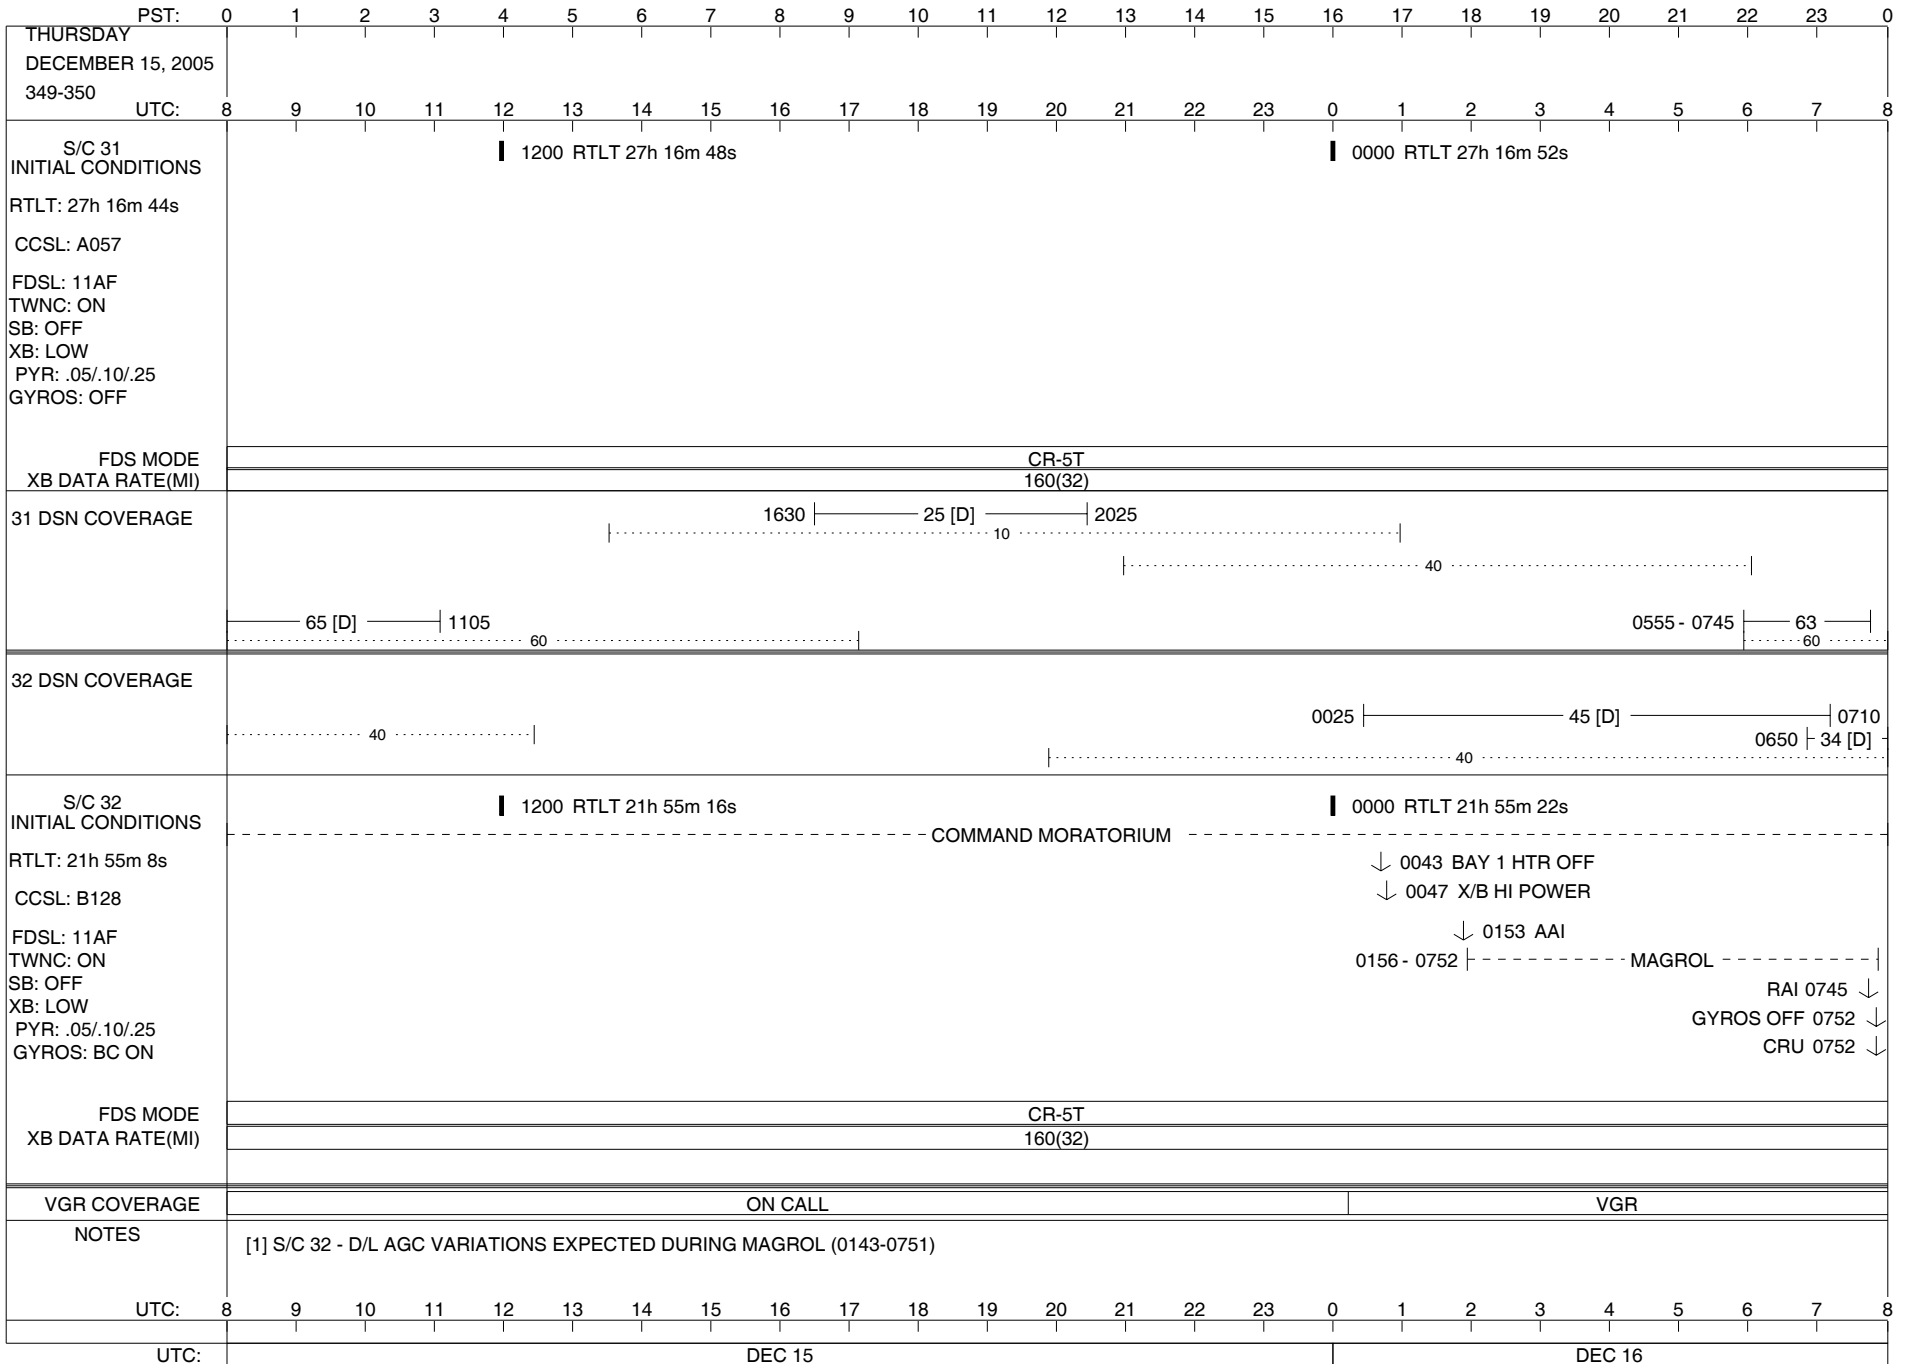 PST: 0 1 2 3 4 5 6 7 8 9 10 11 12 13 14 15 16 17 18 19 20 21 22 23 0
THURSDAY
DECEMBER 15, 2005
349-350
UTC: 8 9 10 11 12 13 14 15 16 17 18 19 20 21 22 23 0 1 2 3 4 5 6 7 8
S/C 31
INITIAL CONDITIONS
1200 RTLT 27h 16m 48s
0000 RTLT 27h 16m 52s
RTLT: 27h 16m 44s
CCSL: A057
FDSL: 11AF
TWNC: ON
SB: OFF
XB: LOW
PYR: .05/.10/.25
GYROS: OFF
FDS MODE CR-5T
XB DATA RATE(MI) 160(32)
31 DSN COVERAGE
1630 25 [D] 2025
10
40
65 [D] 1105
0555 - 0745 63
60 60
32 DSN COVERAGE
0025 45 [D] 0710
40
0650 34 [D]
40
S/C 32
INITIAL CONDITIONS
1200 RTLT 21h 55m 16s
0000 RTLT 21h 55m 22s
COMMAND MORATORIUM
RTLT: 21h 55m 8s
0043 BAY 1 HTR OFF
0047 X/B HI POWER
CCSL: B128
0153 AAI
FDSL: 11AF
TWNC: ON
0156 - 0752 MAGROL
SB: OFF
RAI 0745
XB: LOW
GYROS OFF 0752
PYR: .05/.10/.25
CRU 0752
GYROS: BC ON
FDS MODE CR-5T
XB DATA RATE(MI) 160(32)
VGR COVERAGE ON CALL VGR
NOTES
[1] S/C 32 - D/L AGC VARIATIONS EXPECTED DURING MAGROL (0143-0751)
UTC: 8 9 10 11 12 13 14 15 16 17 18 19 20 21 22 23 0 1 2 3 4 5 6 7 8
UTC: DEC 15 DEC 16